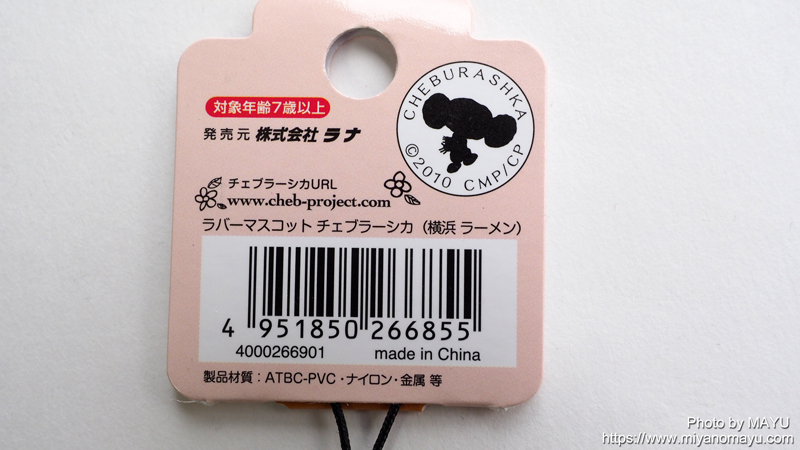 対象年齢7歳以上
発売元 株式会社 ラナ
CHEBURASHKA
©2010 CMP/CP
チェブラーシカURL
www.cheb-project.com
ラバーマスコット チェブラーシカ（横浜 ラーメン）
4 951850 266855
4000266901 made in China
製品材質：ATBC-PVC・ナイロン・金属 等
Photo by MAYU
https://www.miyanomayu.com/